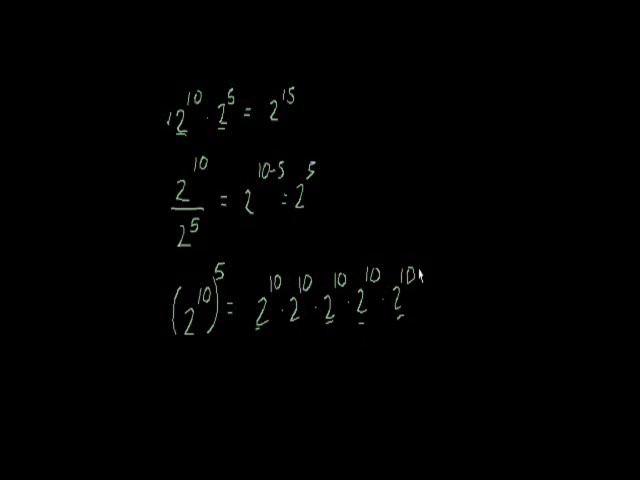 2^10 · 2^5 = 2^15
2^10 / 2^5 = 2^10-5 = 2^5
(2^10)^5 = 2^10 · 2^10 · 2^10 · 2^10 · 2^10